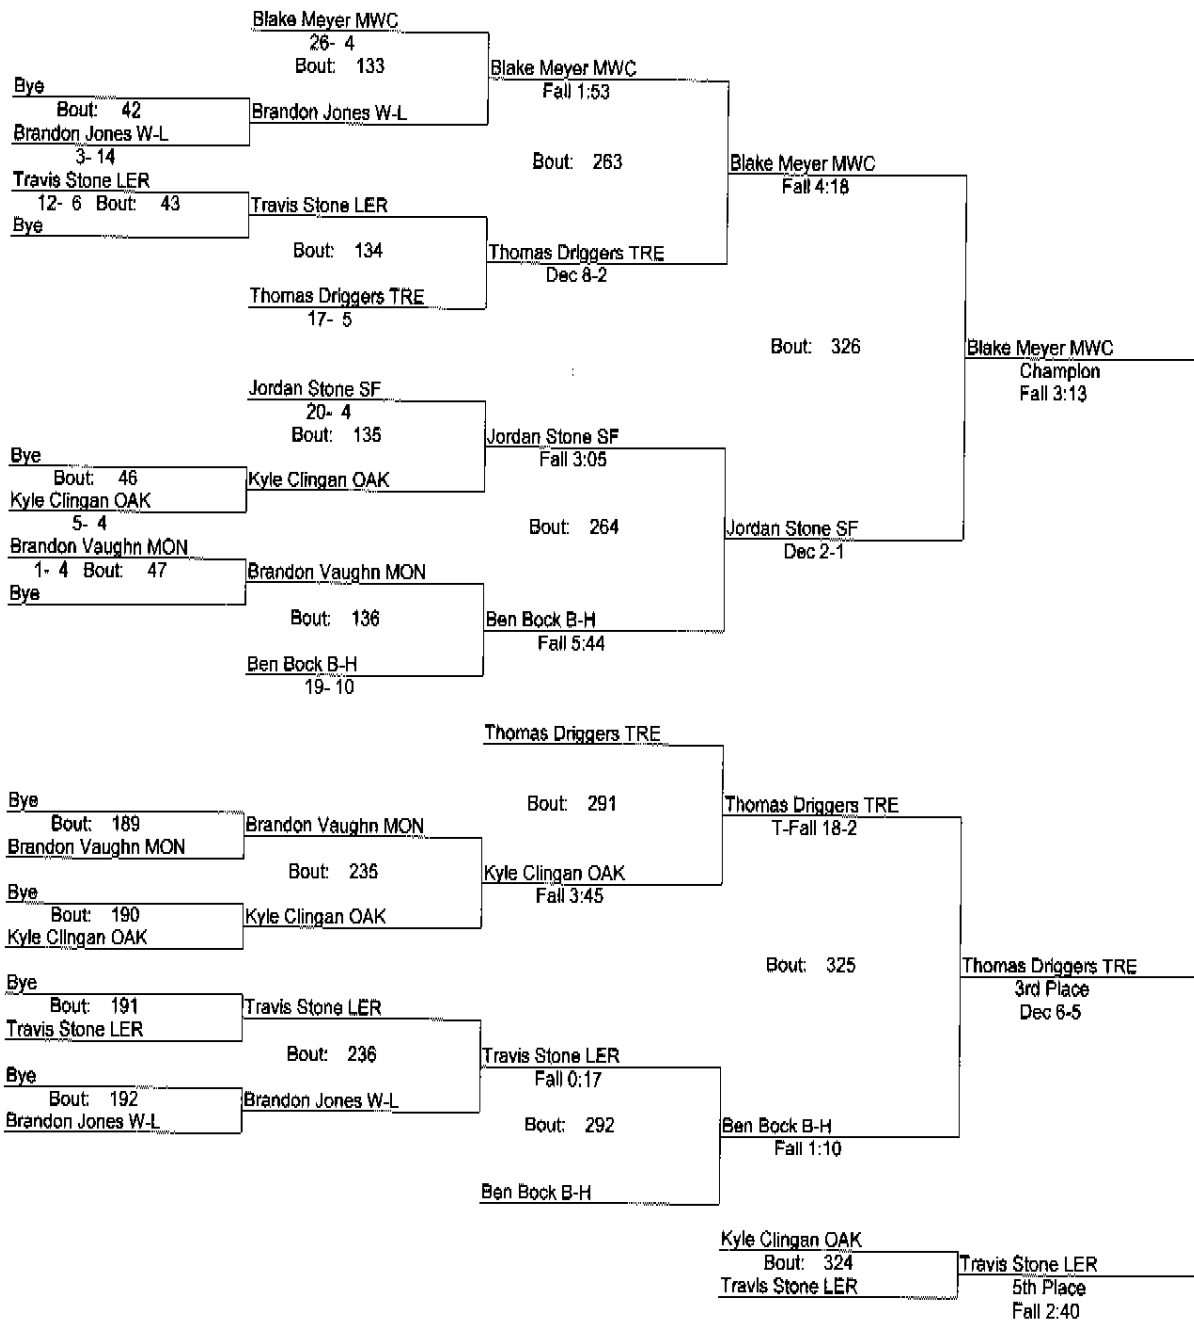 Blake Meyer MWC
26- 4
Bout: 133
Blake Meyer MWC
Fall 1:53
Bye
Bout: 42
Brandon Jones W-L
Brandon Jones W-L
3- 14
Bout: 263
Blake Meyer MWC
Fall 4:18
Travis Stone LER
12- 6 Bout: 43
Travis Stone LER
Bye
Bout: 134
Thomas Driggers TRE
Dec 8-2
Thomas Driggers TRE
17- 5
Bout: 326
Blake Meyer MWC
Champion
Fall 3:13
Jordan Stone SF
20- 4
Bout: 135
Jordan Stone SF
Fall 3:05
Bye
Bout: 46
Kyle Clingan OAK
Kyle Clingan OAK
5- 4
Bout: 264
Jordan Stone SF
Dec 2-1
Brandon Vaughn MON
1- 4 Bout: 47
Brandon Vaughn MON
Bye
Bout: 136
Ben Bock B-H
Fall 5:44
Ben Bock B-H
19- 10
Thomas Driggers TRE
Bout: 291
Thomas Driggers TRE
T-Fall 18-2
Bye
Bout: 189
Brandon Vaughn MON
Brandon Vaughn MON
Bout: 235
Kyle Clingan OAK
Fall 3:45
Bye
Bout: 190
Kyle Clingan OAK
Kyle Clingan OAK
Bout: 325
Thomas Driggers TRE
3rd Place
Dec 6-5
Bye
Bout: 191
Travis Stone LER
Travis Stone LER
Bout: 236
Travis Stone LER
Fall 0:17
Bye
Bout: 192
Brandon Jones W-L
Brandon Jones W-L
Bout: 292
Ben Bock B-H
Fall 1:10
Ben Bock B-H
Kyle Clingan OAK
Bout: 324
Travis Stone LER
Travis Stone LER
5th Place
Fall 2:40